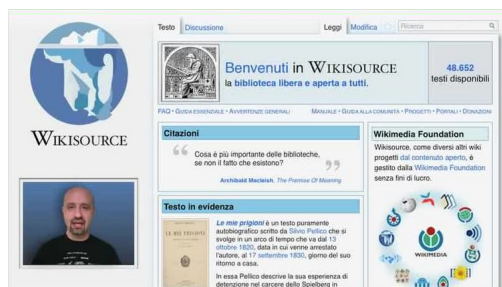 Testo Discussione Leggi Modifica Ricerca
WIKISOURCE
Benvenuti in WIKISOURCE
la biblioteca libera e aperta a tutti.
48.652
testi disponibili
FAQ • GUIDA ESSENZIALE • AVVERTENZE GENERALI MANUALE • GUIDA ALLA COMUNITÀ • PROGETTI • PORTALI • DONAZIONI
Citazioni
Cosa è più importante delle biblioteche,
se non il fatto che esistono?
Archibald Macleish, The Premise Of Meaning
Testo in evidenza
LE MIE PRIGIONI
Le mie prigioni è un testo puramente
autobiografico scritto da Silvio Pellico che si
svolge in un arco di tempo che va dal 13
ottobre 1820, data in cui venne arrestato
l'autore, al 17 settembre 1830, giorno del suo
ritorno a casa.
In essa Pellico descrive la sua esperienza di
detenzione nel carcere dello Spielberg in
Wikimedia Foundation
Wikisource, come diversi altri wiki
progetti dal contenuto aperto, è
gestito dalla Wikimedia Foundation
senza fini di lucro.
WIKIMEDIA